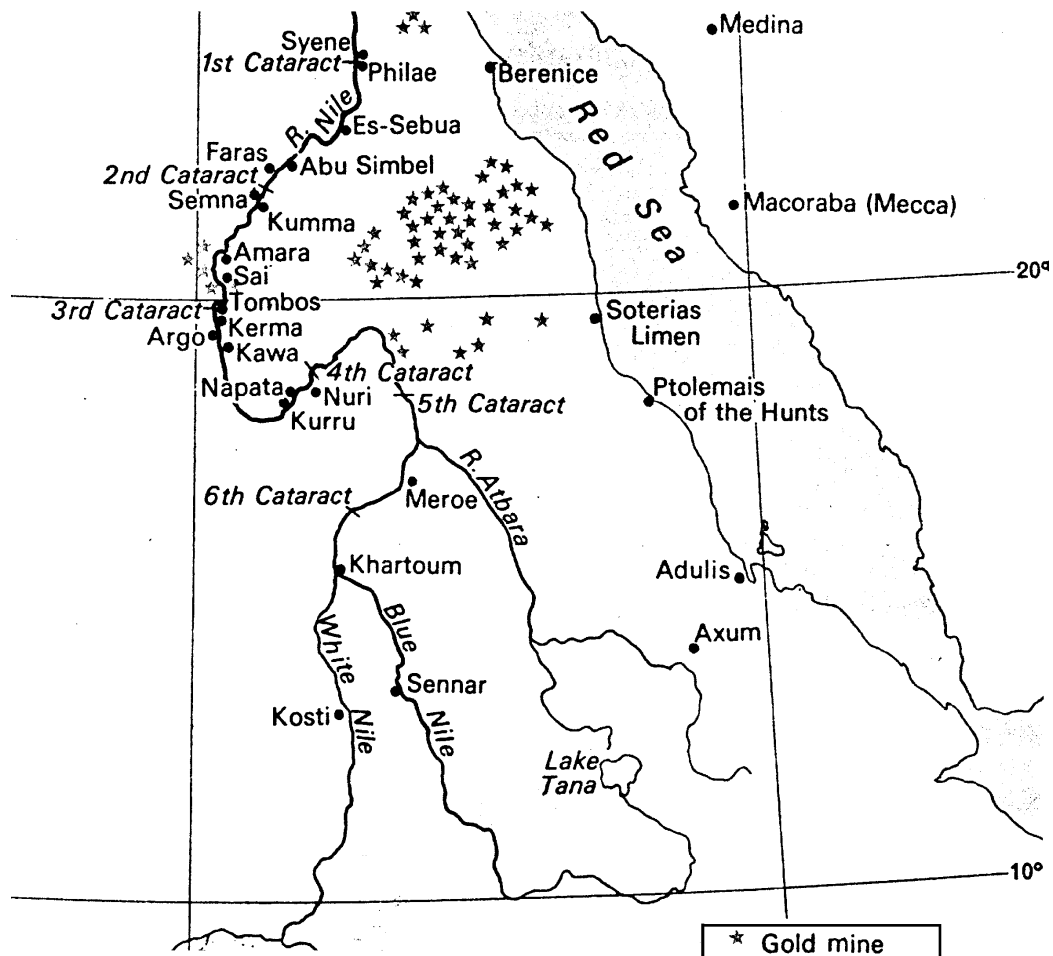 Medina
Syene
1st Cataract
Philae
Berenice
R. Nile
Red Sea
Es-Sebua
Faras
Abu Simbel
2nd Cataract
Semna
Kumma
Macoraba (Mecca)
Amara
Sai
20°
Tombos
3rd Cataract
Kerma
Argo
Kawa
Soterias
Limen
4th Cataract
Napata
Nuri
Kurru
5th Cataract
Ptolemais
of the Hunts
R. Atbara
6th Cataract
Meroe
Khartoum
Adulis
Blue Nile
White Nile
Axum
Sennar
Kosti
Lake
Tana
10°
Gold mine